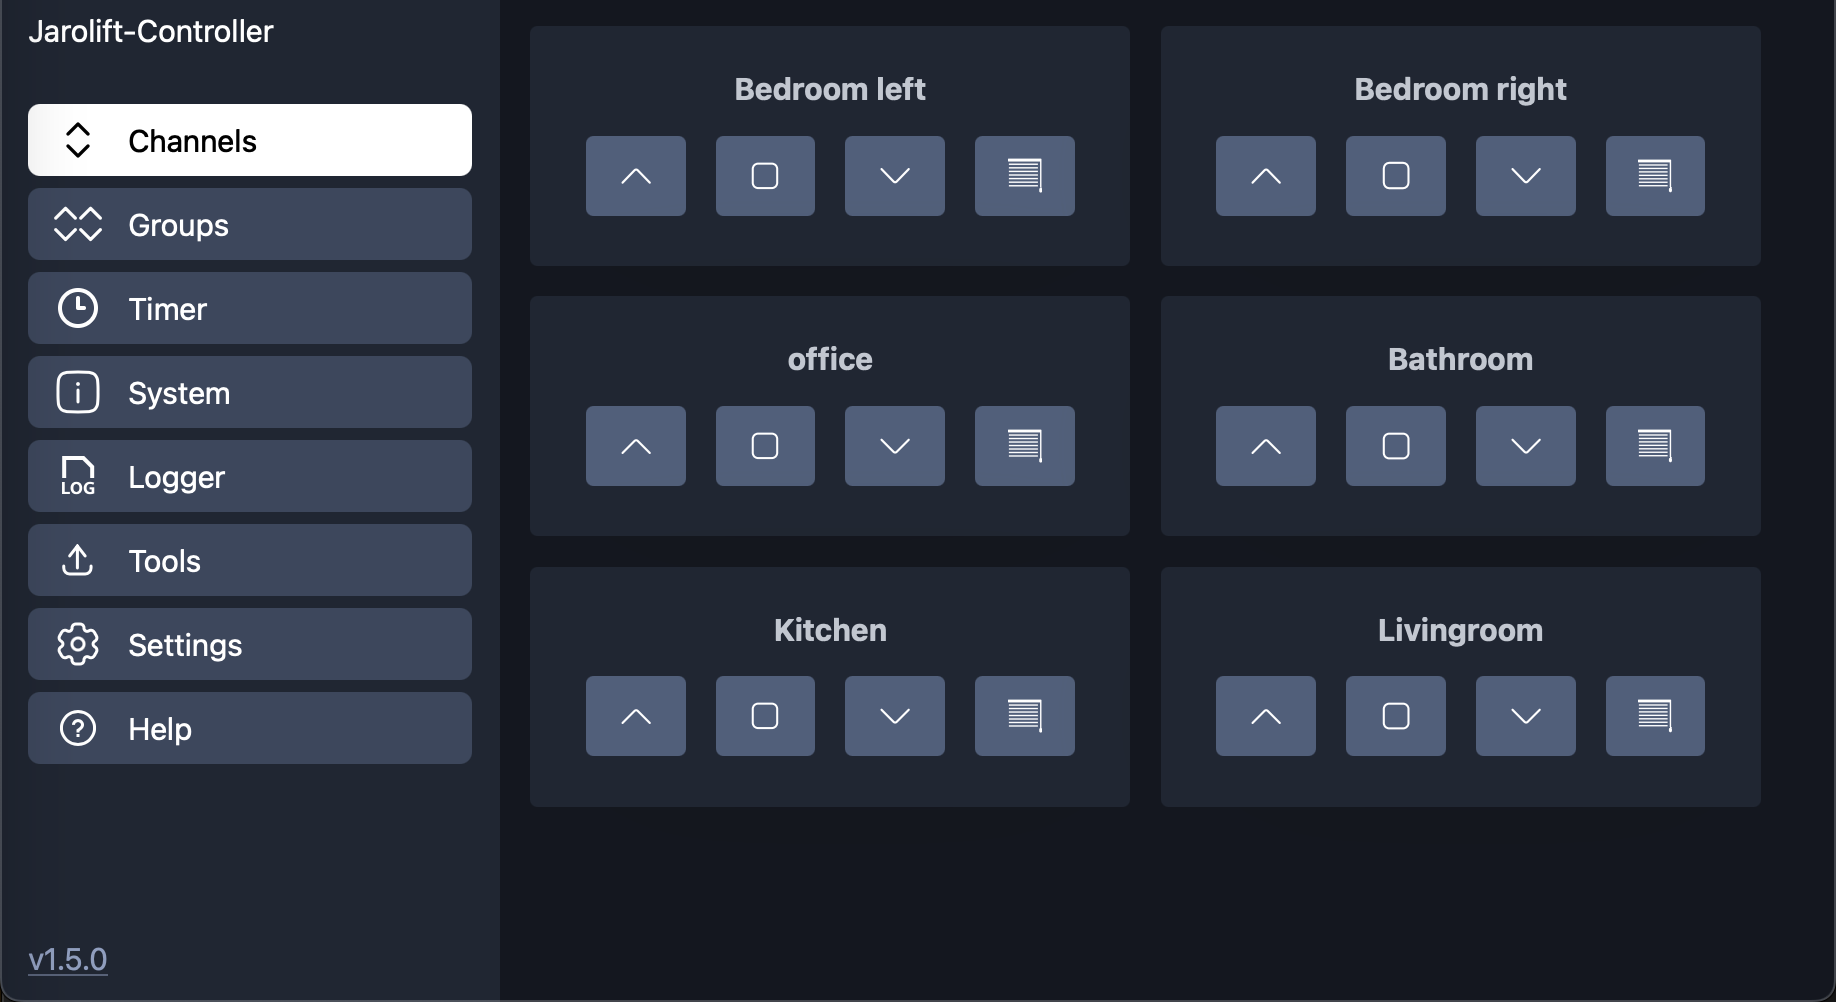 Jarolift-Controller
Channels
Groups
Timer
System
LOG Logger
Tools
Settings
Help
v1.5.0
Bedroom left
Bedroom right
office
Bathroom
Kitchen
Livingroom